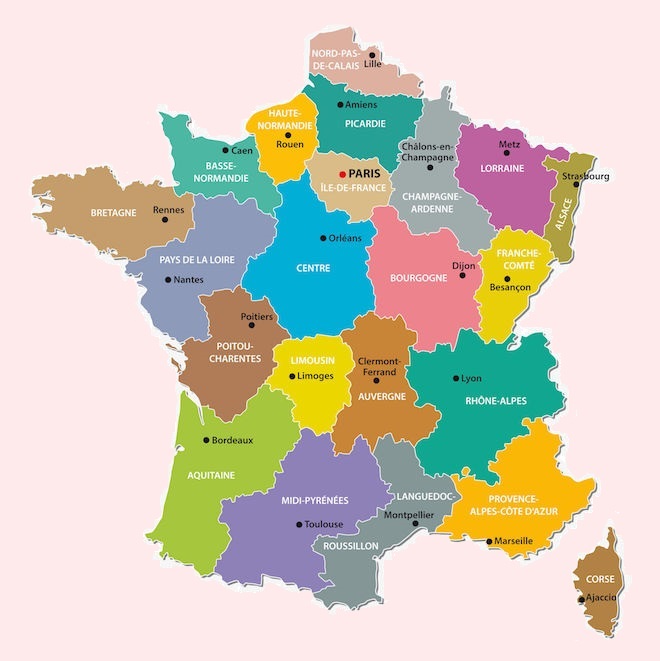 NORD-PAS-
DE-CALAIS
Lille
Amiens
PICARDIE
HAUTE-
NORMANDIE
Rouen
Caen
BASSE-
NORMANDIE
PARIS
ÎLE-DE-FRANCE
Châlons-en-
Champagne
CHAMPAGNE-
ARDENNE
Metz
LORRAINE
Strasbourg
ALSACE
BRETAGNE
Rennes
PAYS DE LA LOIRE
Nantes
Orléans
CENTRE
BOURGOGNE
Dijon
FRANCHE-
COMTÉ
Besançon
Poitiers
POITOU-
CHARENTES
LIMOUSIN
Limoges
Clermont-
Ferrand
AUVERGNE
Lyon
RHÔNE-ALPES
Bordeaux
AQUITAINE
MIDI-PYRÉNÉES
Toulouse
LANGUEDOC-
Montpellier
ROUSSILLON
PROVENCE-
ALPES-CÔTE D'AZUR
Marseille
CORSE
Ajaccio